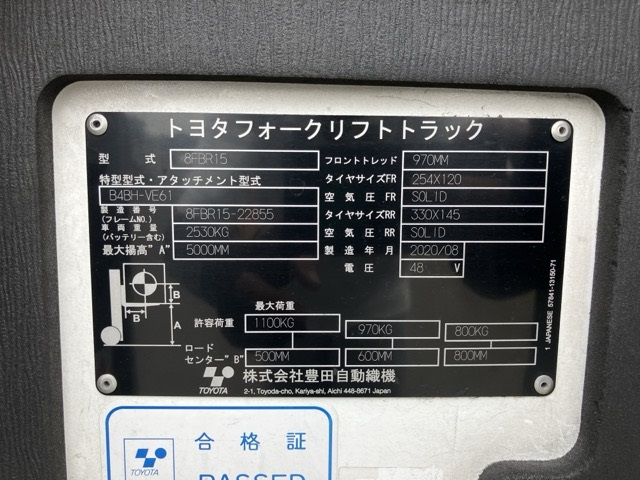 トヨタフォークリフトトラック
型式 8FBR15 フロントトレッド 970MM
特型型式・アタッチメント型式 タイヤサイズFR 254X120
B4BH-VE61 空気圧 FR SOLID
製造番号(フレームNO.) 8FBR15-22855 タイヤサイズRR 330X145
車両重量(バッテリー含む) 2530KG 空気圧 RR SOLID
最大揚高"A" 5000MM 製造年月 2020/08
電圧 48 V
B
B A
最大荷重
許容荷重 1100KG 970KG 800KG
ロードセンター"B" 500MM 600MM 800MM
TOYOTA 株式会社豊田自動織機
2-1, Toyoda-cho, Kariya-shi, Aichi 448-8671 Japan
1 JAPANESE 57841-13150-71
TOYOTA 合格証
PASSED